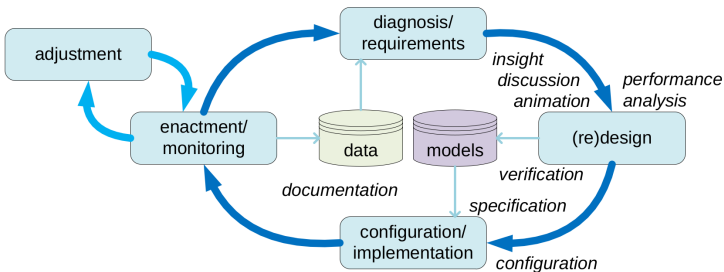 diagnosis/
requirements
adjustment
insight
discussion
animation
performance
analysis
enactment/
monitoring
data
models
(re)design
verification
documentation
specification
configuration/
implementation
configuration